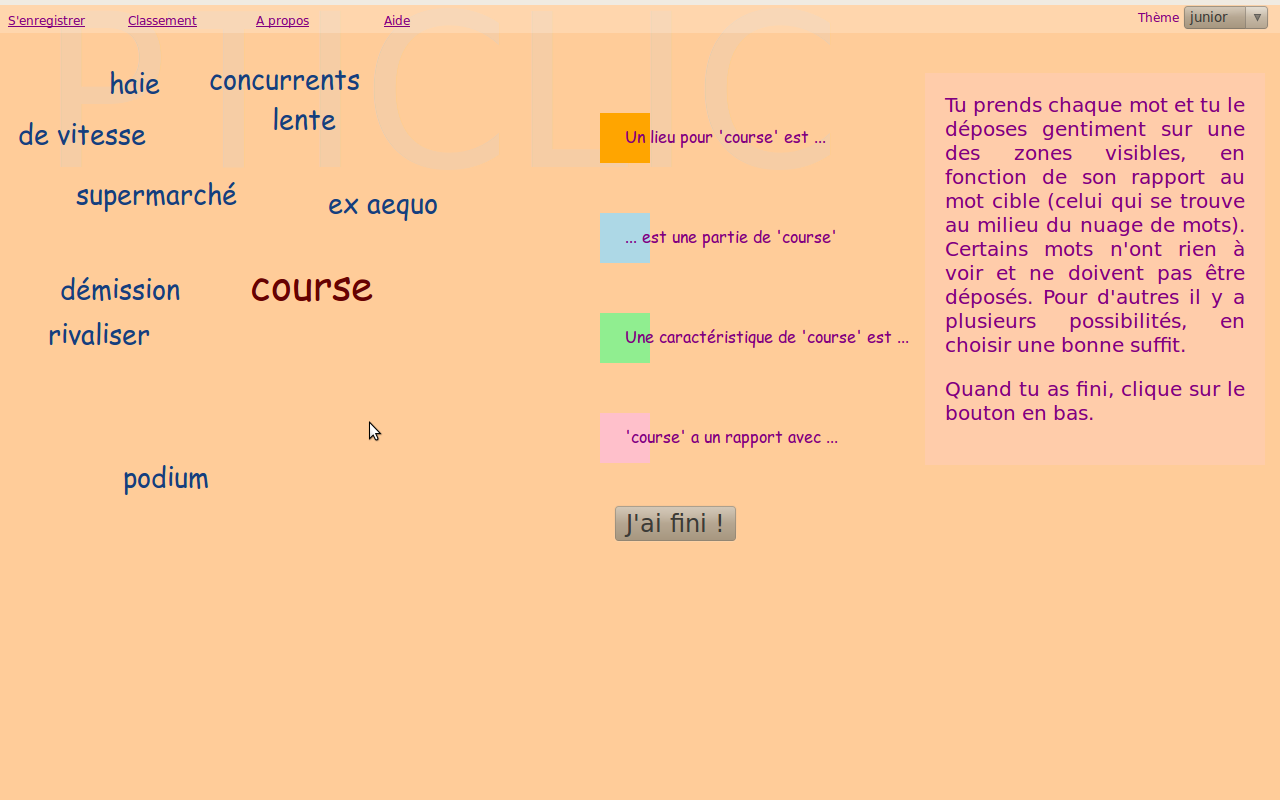 S'enregistrer Classement A propos Aide Thème junior
PTICLIC
haie concurrents
lente
de vitesse
supermarché
ex aequo
démission course
rivaliser
podium
Un lieu pour 'course' est ...
... est une partie de 'course'
Une caractéristique de 'course' est ...
'course' a un rapport avec ...
J'ai fini !
Tu prends chaque mot et tu le
déposes gentiment sur une
des zones visibles, en
fonction de son rapport au
mot cible (celui qui se trouve
au milieu du nuage de mots).
Certains mots n'ont rien à
voir et ne doivent pas être
déposés. Pour d'autres il y a
plusieurs possibilités, en
choisir une bonne suffit.
Quand tu as fini, clique sur le
bouton en bas.